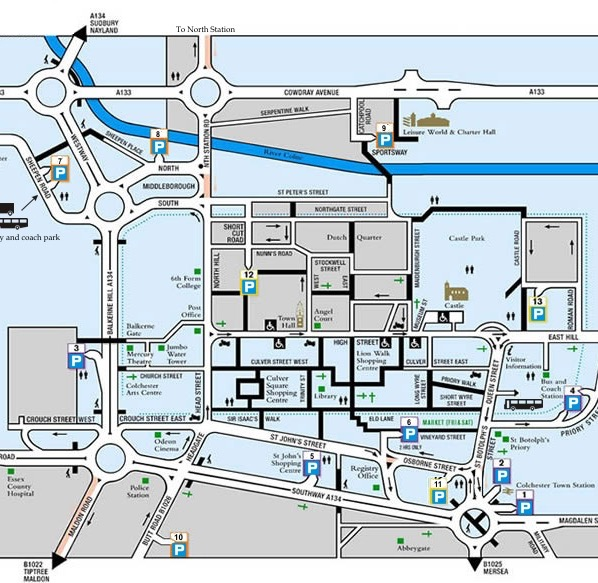 To North Station
A134
SUDBURY
NAYLAND
A133
COWDRAY AVENUE
A133
SERPENTINE WALK
CATCHPOOL
ROAD
Leisure World & Charter Hall
9
P
SPORTSWAY
NTH STATION RD
WESTWAY
SHEEPEN PLACE
8
P
River Colne
7
P
SHEEPEN ROAD
NORTH
MIDDLEBOROUGH
SOUTH
y and coach park
ST PETER'S STREET
NORTHGATE STREET
SHORT
CUT
ROAD
Dutch
Quarter
NUNN'S ROAD
STOCKWELL
STREET
WEST
EAST
MAIDENBURGH STREET
Castle Park
CASTLE ROAD
6th Form
College
NORTH HILL
12
P
Castle
13
P
ROMAN ROAD
BALKERNE HILL A134
Post
Office
Town
Hall
Angel
Court
MUSEUM ST
Balkerne
Gate
HIGH
STREET
EAST HILL
3
P
Mercury
Theatre
Jumbo
Water
Tower
CULVER STREET WEST
Lion Walk
Shopping
Centre
CULVER
STREET EAST
Visitor
Information
CHURCH STREET
Colchester
Arts Centre
Culver
Square
Shopping
Centre
TRINITY ST
Library
LONG WYRE
STREET
PRIORY WALK
SHORT WYRE
STREET
QUEEN STREET
Bus and
Coach
Station
4
P
CROUCH STREET WEST
CROUCH STREET EAST
HEAD STREET
SIR ISAAC'S
WALK
ELD LANE
6
P
MARKET (FRI&SAT)
VINEYARD STREET
2 HRS ONLY
PRIORY STREET
ST JOHN'S STREET
ST BOTOLPH'S
STREET
St Botolph's
Priory
Odeon
Cinema
HEADGATE
St John's
Shopping
Centre
5
P
OSBORNE STREET
Registry
Office
2
P
ROAD
Essex
County
Hospital
Police
Station
SOUTHWAY A134
11
P
Colchester Town Station
1
P
MALDON ROAD
BUTT ROAD B1026
10
P
Abbeygate
MAGDALEN S
MILITARY
ROAD
B1022
TIPTREE
MALDON
B1025
MERSEA